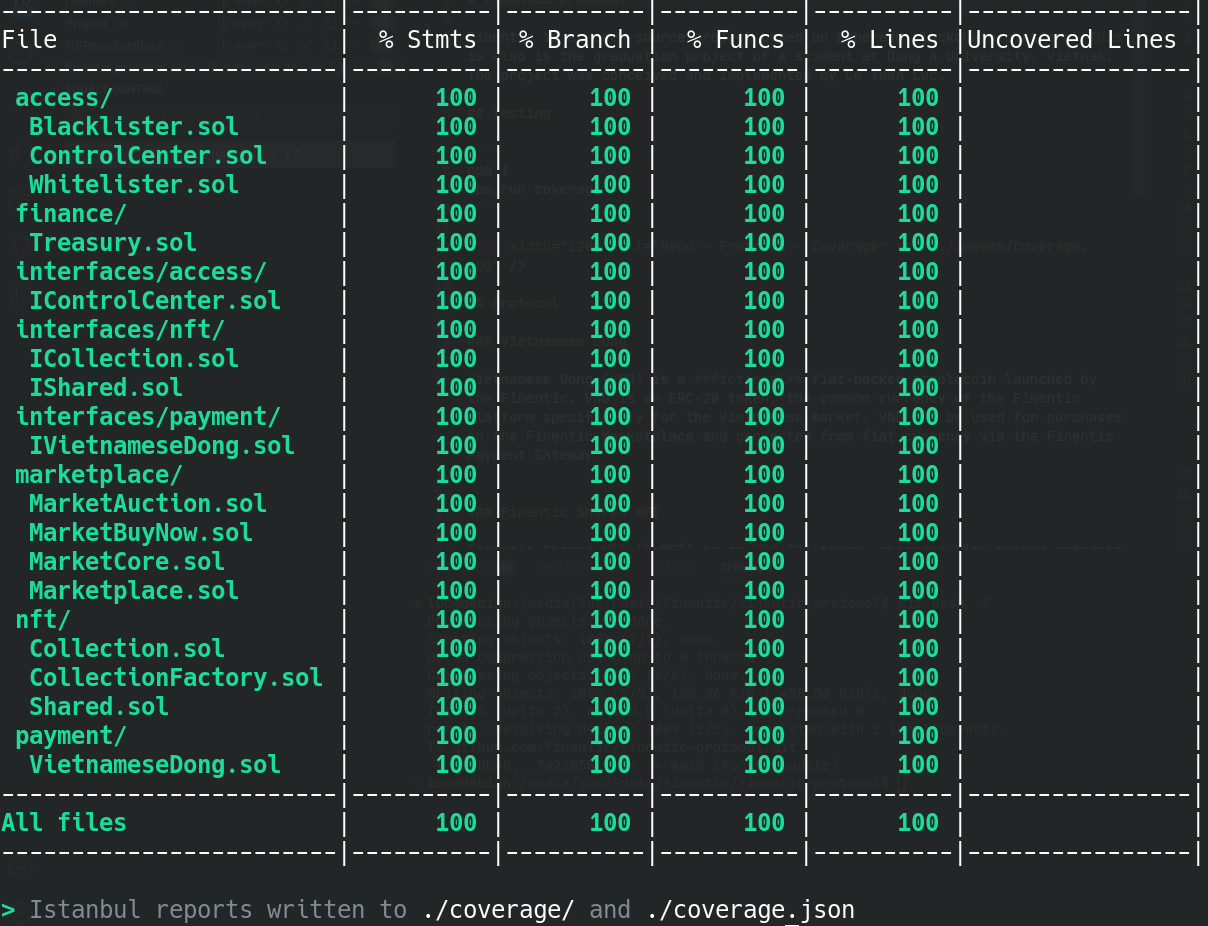 File | % Stmts | % Branch | % Funcs | % Lines |Uncovered Lines |
access/ | 100 | 100 | 100 | 100 | |
Blacklister.sol | 100 | 100 | 100 | 100 | |
ControlCenter.sol | 100 | 100 | 100 | 100 | |
Whitelister.sol | 100 | 100 | 100 | 100 | |
finance/ | 100 | 100 | 100 | 100 | |
Treasury.sol | 100 | 100 | 100 | 100 | |
interfaces/access/ | 100 | 100 | 100 | 100 | |
IControlCenter.sol | 100 | 100 | 100 | 100 | |
interfaces/nft/ | 100 | 100 | 100 | 100 | |
ICollection.sol | 100 | 100 | 100 | 100 | |
IShared.sol | 100 | 100 | 100 | 100 | |
interfaces/payment/ | 100 | 100 | 100 | 100 | |
IVietnameseDong.sol | 100 | 100 | 100 | 100 | |
marketplace/ | 100 | 100 | 100 | 100 | |
MarketAuction.sol | 100 | 100 | 100 | 100 | |
MarketBuyNow.sol | 100 | 100 | 100 | 100 | |
MarketCore.sol | 100 | 100 | 100 | 100 | |
Marketplace.sol | 100 | 100 | 100 | 100 | |
nft/ | 100 | 100 | 100 | 100 | |
Collection.sol | 100 | 100 | 100 | 100 | |
CollectionFactory.sol | 100 | 100 | 100 | 100 | |
Shared.sol | 100 | 100 | 100 | 100 | |
payment/ | 100 | 100 | 100 | 100 | |
VietnameseDong.sol | 100 | 100 | 100 | 100 | |
All files | 100 | 100 | 100 | 100 | |
> Istanbul reports written to ./coverage/ and ./coverage.json